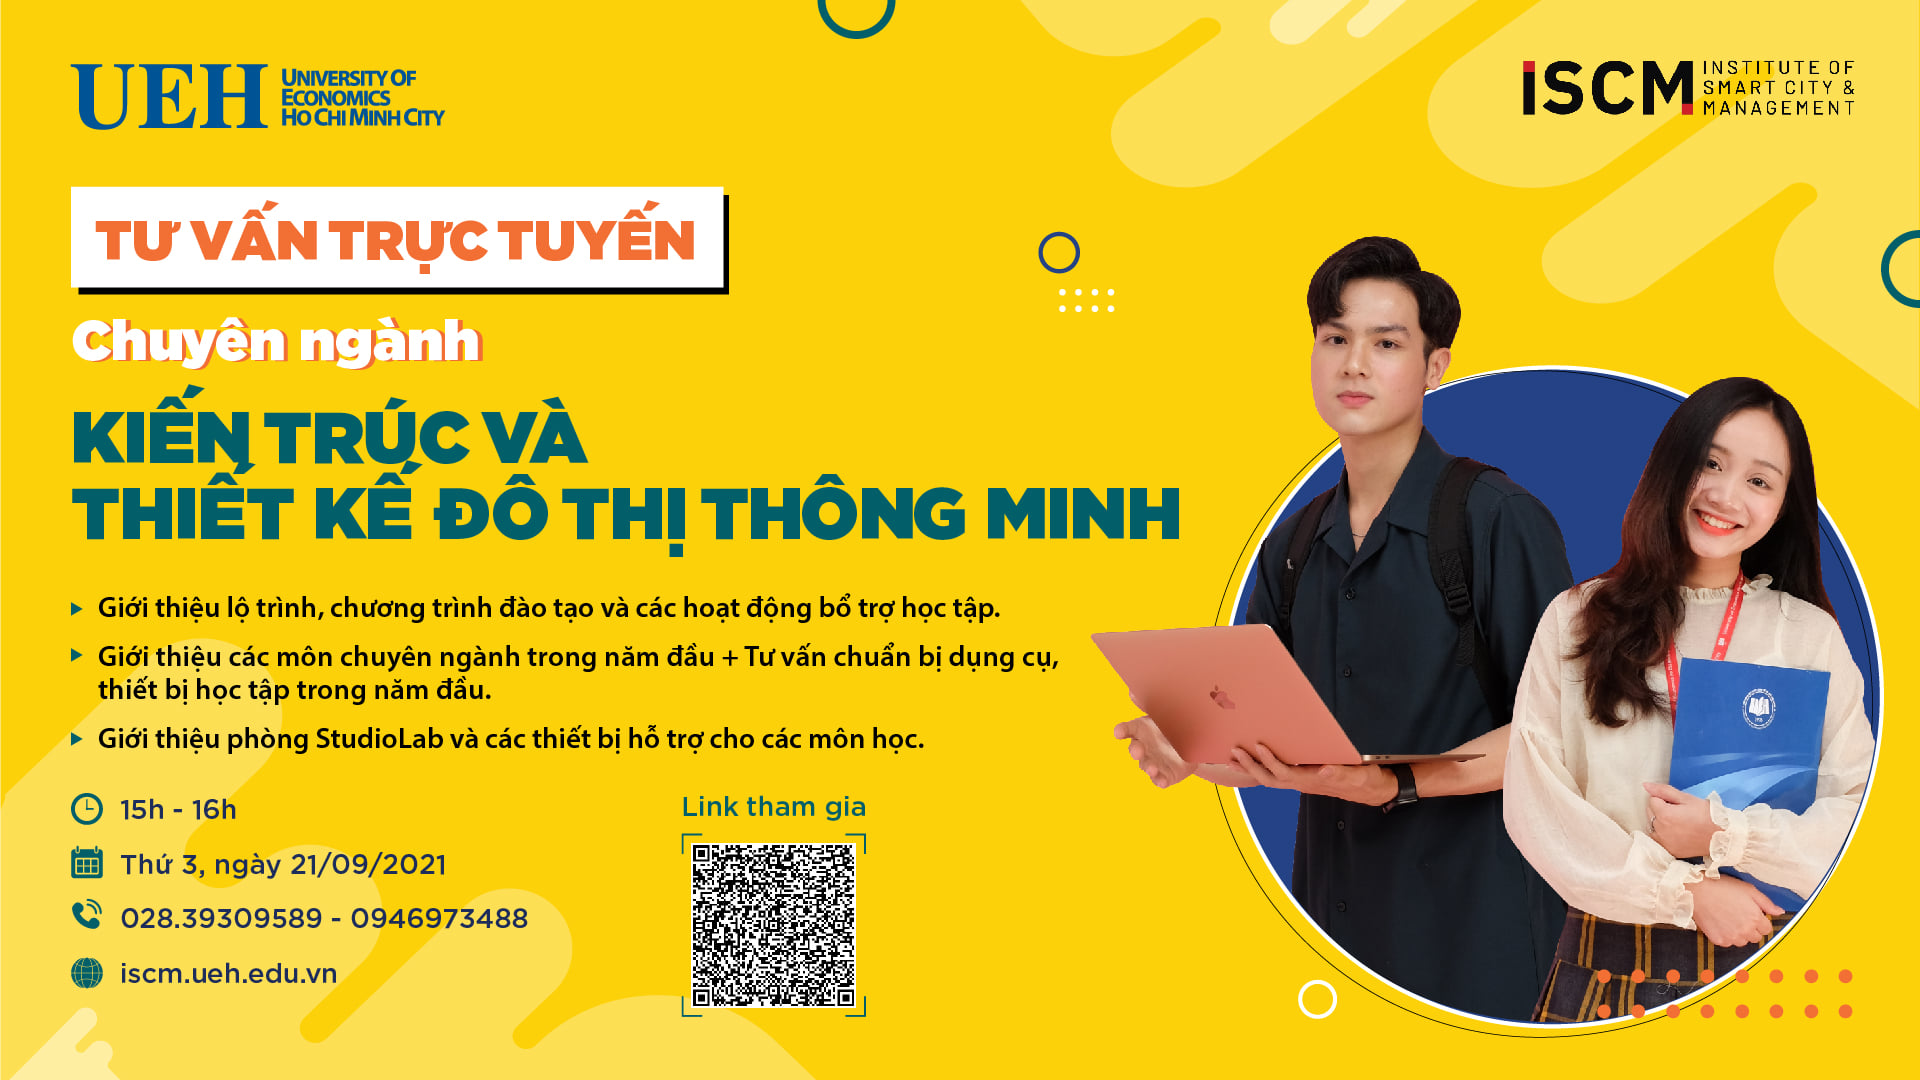 UEH
UNIVERSITY OF
ECONOMICS
HO CHI MINH CITY
ISCM
INSTITUTE OF
SMART CITY &
MANAGEMENT
TƯ VẤN TRỰC TUYẾN
Chuyên ngành
KIẾN TRÚC VÀ
THIẾT KẾ ĐÔ THỊ THÔNG MINH
Giới thiệu lộ trình, chương trình đào tạo và các hoạt động bổ trợ học tập.
Giới thiệu các môn chuyên ngành trong năm đầu + Tư vấn chuẩn bị dụng cụ,
thiết bị học tập trong năm đầu.
Giới thiệu phòng StudioLab và các thiết bị hỗ trợ cho các môn học.
15h - 16h
Thứ 3, ngày 21/09/2021
028.39309589 - 0946973488
iscm.ueh.edu.vn
Link tham gia